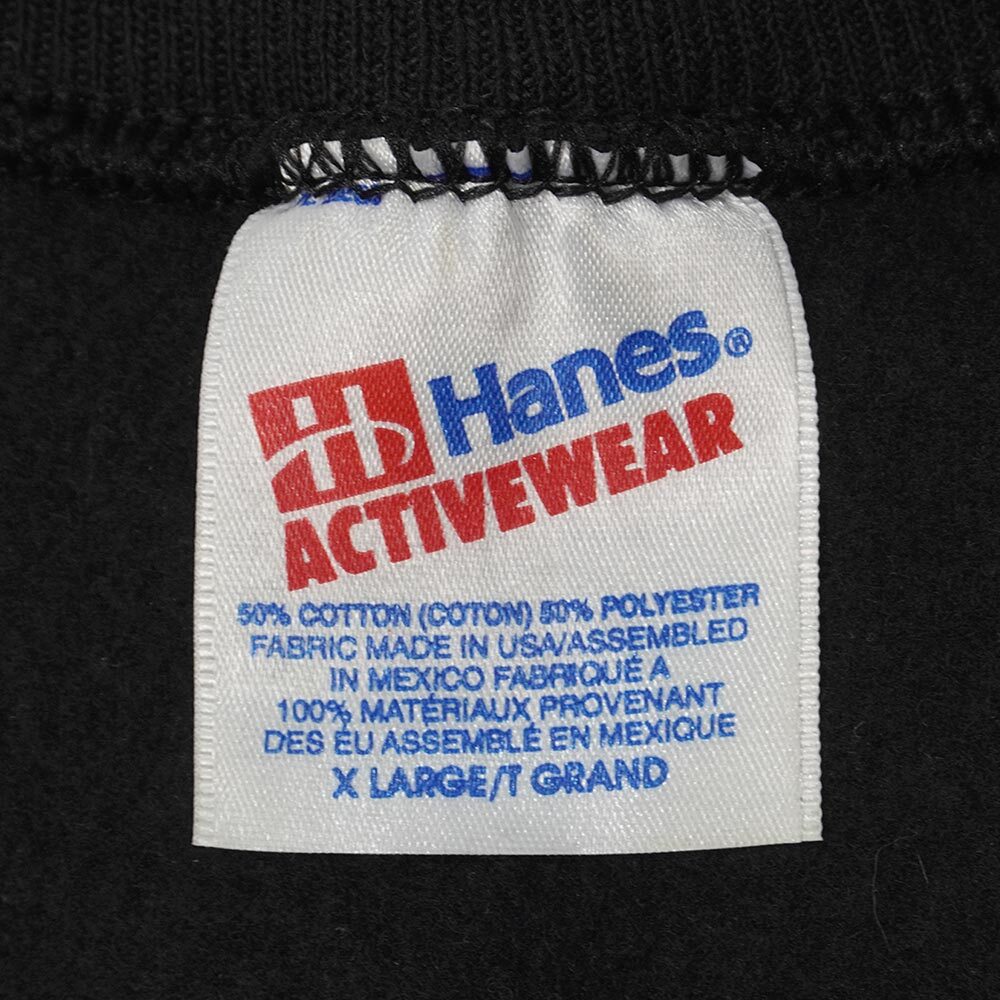 Hanes®
ACTIVEWEAR
50% COTTON (COTON) 50% POLYESTER
FABRIC MADE IN USA/ASSEMBLED
IN MEXICO FABRIQUÉ A
100% MATÉRIAUX PROVENANT
DES ÉU ASSEMBLÉ EN MEXIQUE
X LARGE/T GRAND